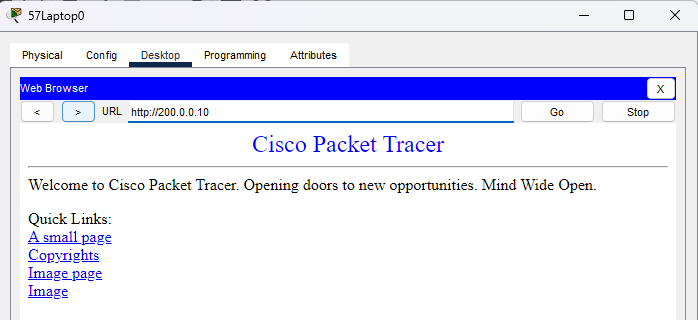 57Laptop0
Physical Config Desktop Programming Attributes
Web Browser X
< > URL http://200.0.0.10 Go Stop
Cisco Packet Tracer
Welcome to Cisco Packet Tracer. Opening doors to new opportunities. Mind Wide Open.
Quick Links:
A small page
Copyrights
Image page
Image